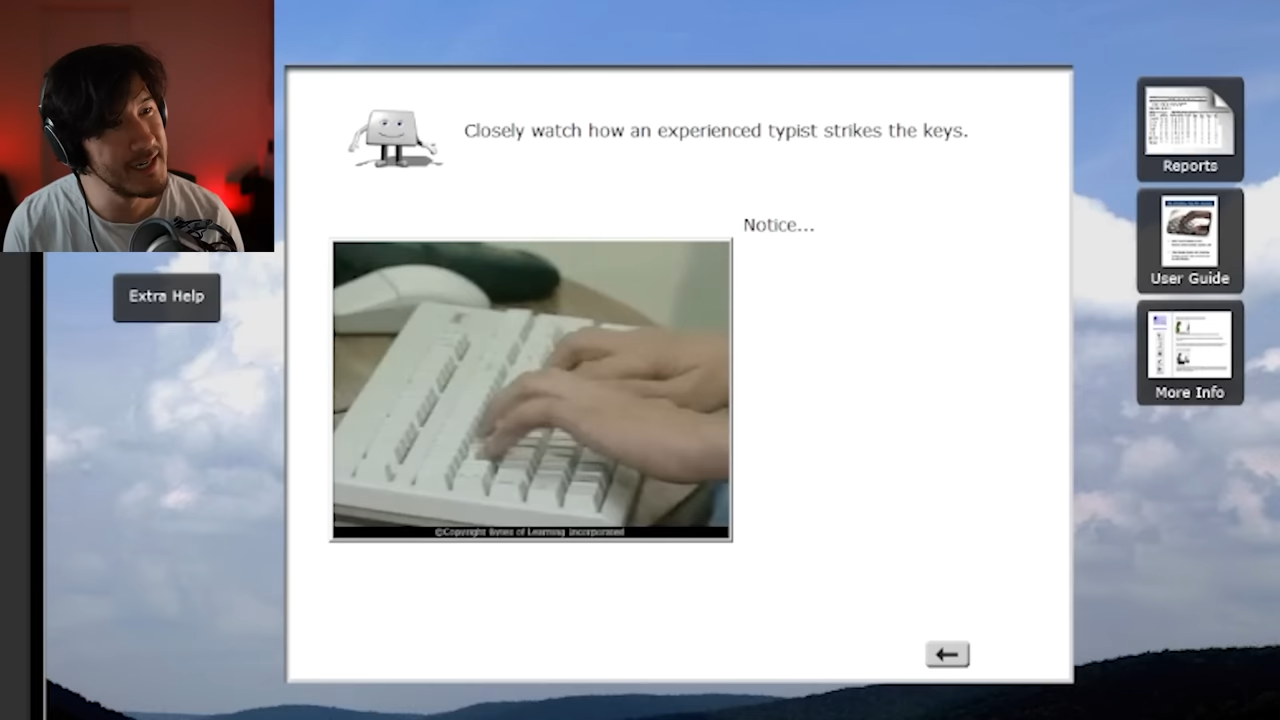 Closely watch how an experienced typist strikes the keys.
Notice...
Extra Help
©Copyright Bytes of Learning Incorporated
Reports
User Guide
More Info